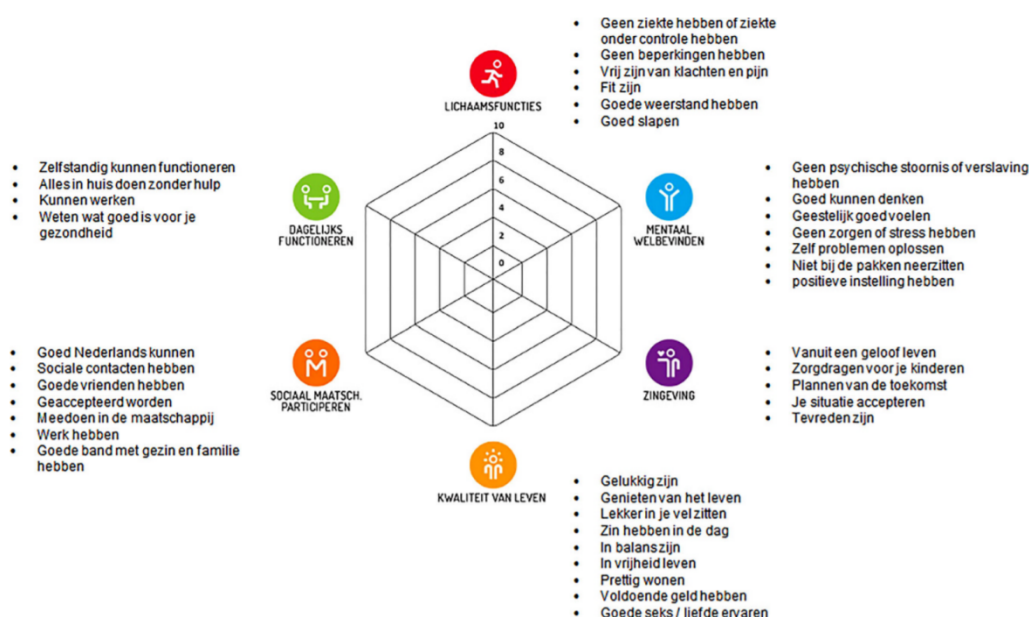 • Geen ziekte hebben of ziekte
onder controle hebben
• Geen beperkingen hebben
• Vrij zijn van klachten en pijn
• Fit zijn
• Goede weerstand hebben
• Goed slapen
LICHAAMSFUNCTIES
10
8
6
4
2
0
• Zelfstandig kunnen functioneren
• Alles in huis doen zonder hulp
• Kunnen werken
• Weten wat goed is voor je
gezondheid
DAGELIJKS
FUNCTIONEREN
MENTAAL
WELBEVINDEN
• Geen psychische stoornis of verslaving
hebben
• Goed kunnen denken
• Geestelijk goed voelen
• Geen zorgen of stress hebben
• Zelf problemen oplossen
• Niet bij de pakken neerzitten
• positieve instelling hebben
• Goed Nederlands kunnen
• Sociale contacten hebben
• Goede vrienden hebben
• Geaccepteerd worden
• Meedoen in de maatschappij
• Werk hebben
• Goede band met gezin en familie
hebben
SOCIAAL MAATSCH.
PARTICIPEREN
ZINGEVING
• Vanuit een geloof leven
• Zorgdragen voor je kinderen
• Plannen van de toekomst
• Je situatie accepteren
• Tevreden zijn
KWALITEIT VAN LEVEN
• Gelukkig zijn
• Genieten van het leven
• Lekker in je vel zitten
• Zin hebben in de dag
• In balans zijn
• In vrijheid leven
• Prettig wonen
• Voldoende geld hebben
• Goede seks / liefde ervaren